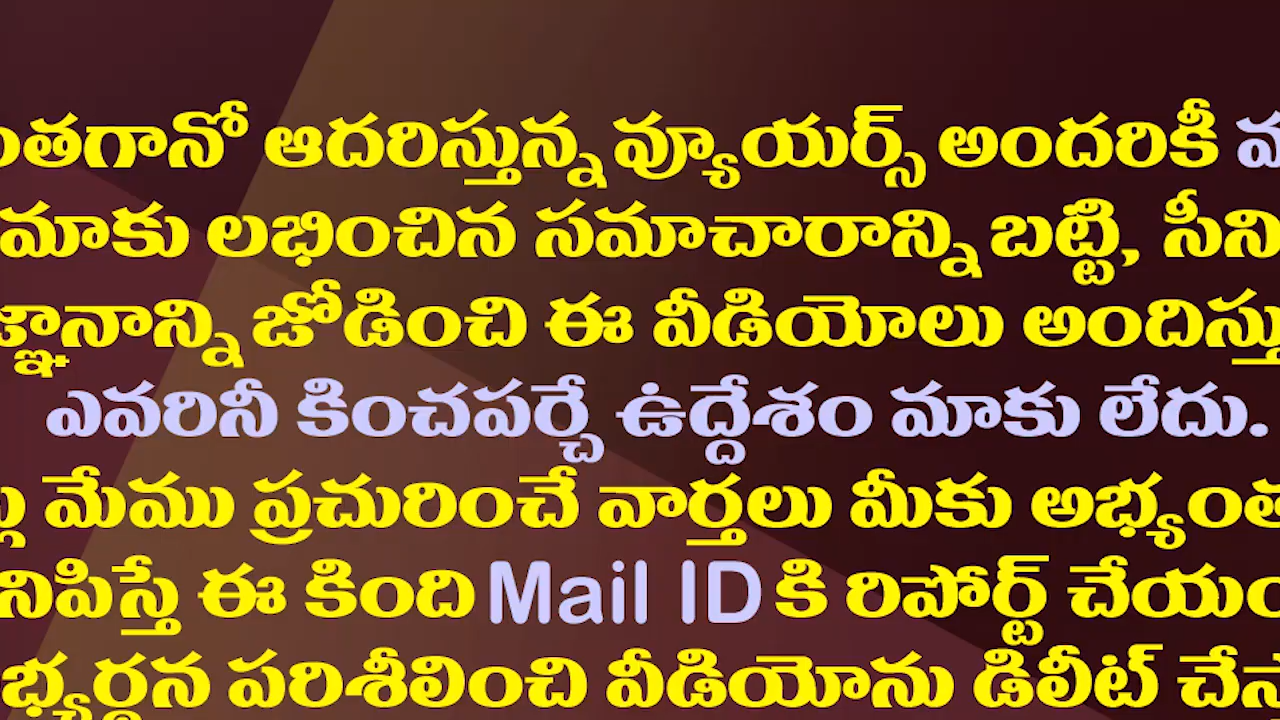 ఆదరిస్తున్న వ్యూయర్స్ అందరికీ
మాకు లభించిన సమాచారాన్ని బట్టి,
జోడించి ఈ వీడియోలు
ఎవరినీ కించపర్చే ఉద్దేశం మాకు లేదు.
మేము ప్రచురించే వార్తలు మీకు
ఈ కింది Mail ID కి రిపోర్ట్
పరిశీలించి వీడియోను డిలీట్